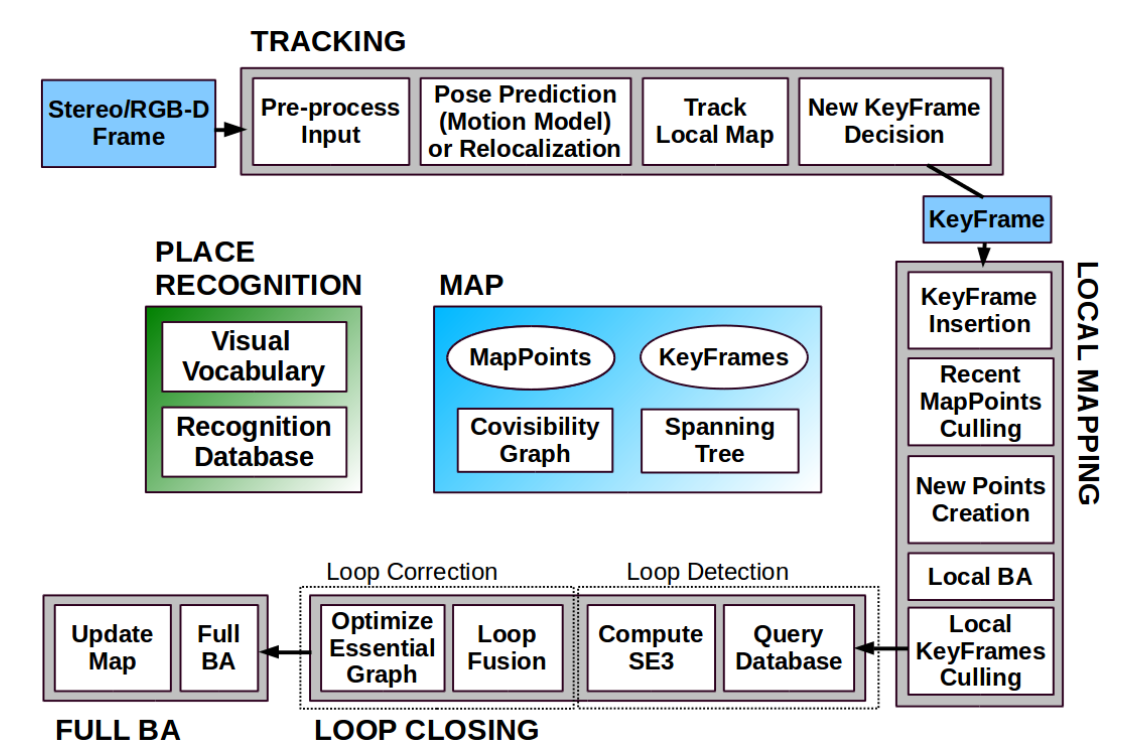 TRACKING
Stereo/RGB-D
Frame
Pre-process
Input
Pose Prediction
(Motion Model)
or Relocalization
Track
Local Map
New KeyFrame
Decision
KeyFrame
PLACE
RECOGNITION
Visual
Vocabulary
Recognition
Database
MAP
MapPoints
KeyFrames
Covisibility
Graph
Spanning
Tree
LOCAL MAPPING
KeyFrame
Insertion
Recent
MapPoints
Culling
New Points
Creation
Local BA
Local
KeyFrames
Culling
Loop Correction
Loop Detection
Update
Map
Full
BA
Optimize
Essential
Graph
Loop
Fusion
Compute
SE3
Query
Database
FULL BA
LOOP CLOSING